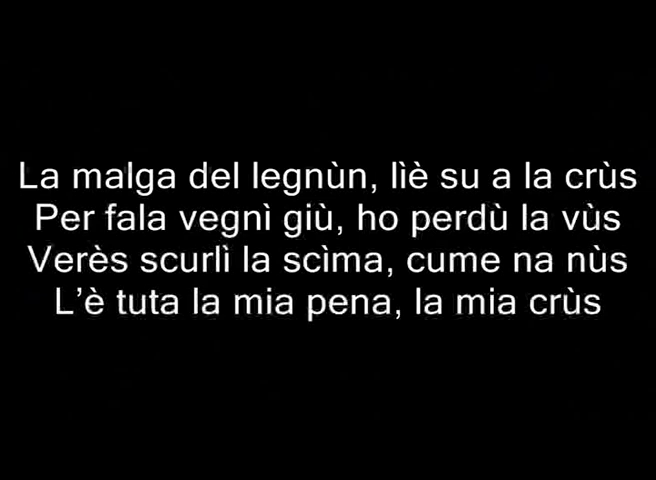 La malga del legnùn, lìè su a la crùs
Per fala vegnì giù, ho perdù la vùs
Verès scurlì la scìma, cume na nùs
L’è tuta la mia pena, la mia crùs